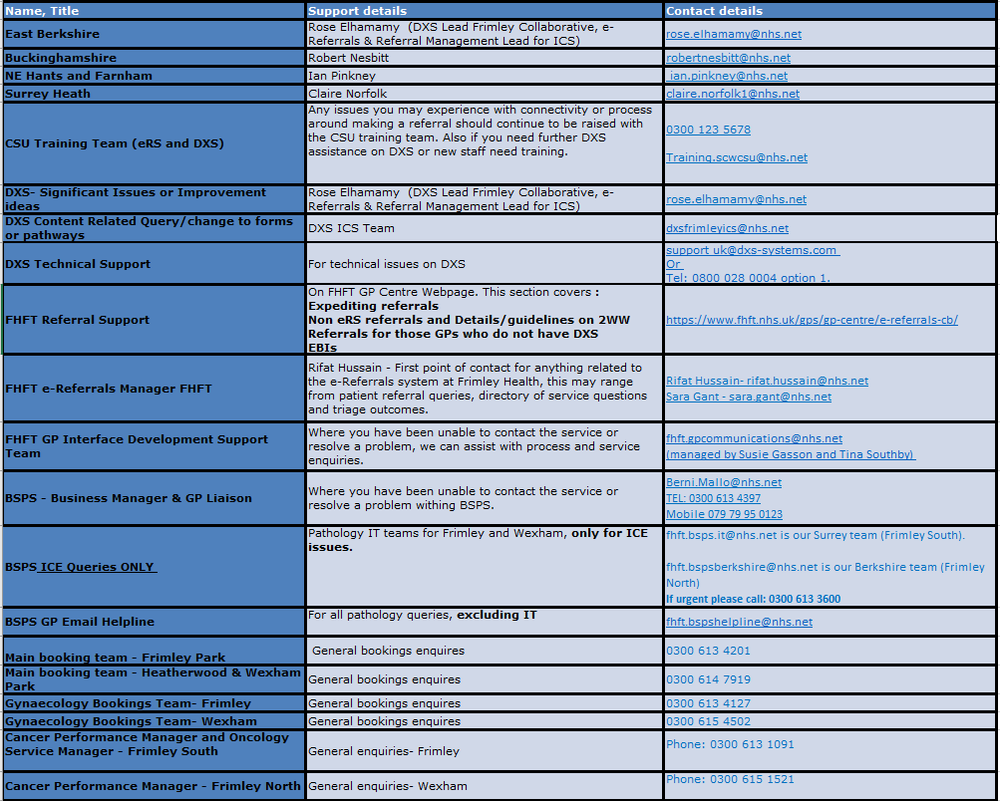 Name, Title Support details Contact details
East Berkshire
Rose Elhamamy (DXS Lead Frimley Collaborative, e-
Referrals & Referral Management Lead for ICS)
rose.elhamamy@nhs.net
Buckinghamshire Robert Nesbitt robertnesbitt@nhs.net
NE Hants and Farnham Ian Pinkney ian.pinkney@nhs.net
Surrey Heath Claire Norfolk claire.norfolk1@nhs.net
CSU Training Team (eRS and DXS)
Any issues you may experience with connectivity or process
around making a referral should continue to be raised with
the CSU training team. Also if you need further DXS
assistance on DXS or new staff need training.
0300 123 5678
Training.scwcsu@nhs.net
DXS- Significant Issues or Improvement
ideas
Rose Elhamamy (DXS Lead Frimley Collaborative, e-
Referrals & Referral Management Lead for ICS)
rose.elhamamy@nhs.net
DXS Content Related Query/change to forms
or pathways
DXS ICS Team
dxsfrimleyics@nhs.net
DXS Technical Support
For technical issues on DXS
support uk@dxs-systems.com
Or
Tel: 0800 028 0004 option 1.
FHFT Referral Support
On FHFT GP Centre Webpage. This section covers :
Expediting referrals
Non eRS referrals and Details/guidelines on 2WW
Referrals for those GPs who do not have DXS
EBIs
https://www.fhft.nhs.uk/gps/gp-centre/e-referrals-cb/
FHFT e-Referrals Manager FHFT
Rifat Hussain - First point of contact for anything related to
the e-Referrals system at Frimley Health, this may range
from patient referral queries, directory of service questions
and triage outcomes.
Rifat Hussain- rifat.hussain@nhs.net
Sara Gant - sara.gant@nhs.net
FHFT GP Interface Development Support
Team
Where you have been unable to contact the service or
resolve a problem, we can assist with process and service
enquiries.
fhft.gpcommunications@nhs.net
(managed by Susie Gasson and Tina Southby)
BSPS - Business Manager & GP Liaison
Where you have been unable to contact the service or
resolve a problem withing BSPS.
Berni.Mallo@nhs.net
TEL: 0300 613 4397
Mobile 079 79 95 0123
BSPS ICE Queries ONLY
Pathology IT teams for Frimley and Wexham, only for ICE
issues.
fhft.bsps.it@nhs.net is our Surrey team (Frimley South).
fhft.bspsberkshire@nhs.net is our Berkshire team (Frimley
North)
If urgent please call: 0300 613 3600
BSPS GP Email Helpline
For all pathology queries, excluding IT
fhft.bspshelpline@nhs.net
Main booking team - Frimley Park
General bookings enquires
0300 613 4201
Main booking team - Heatherwood & Wexham
Park
General bookings enquires
0300 614 7919
Gynaecology Bookings Team- Frimley General bookings enquires 0300 613 4127
Gynaecology Bookings Team- Wexham General bookings enquires 0300 615 4502
Cancer Performance Manager and Oncology
Service Manager - Frimley South
General enquiries- Frimley
Phone: 0300 613 1091
Cancer Performance Manager - Frimley North
General enquiries- Wexham
Phone: 0300 615 1521